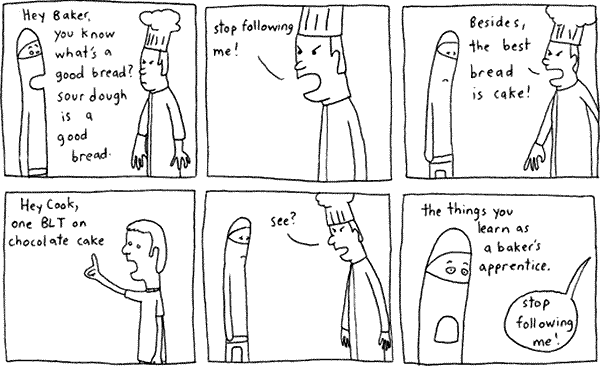 Hey Baker,
you know
what's a
good bread?
sour dough
is a
good
bread.
stop following
me!
Besides,
the best
bread
is cake!
Hey Cook,
one BLT on
chocolate cake
see?
the things you
learn as
a baker's
apprentice.
stop
following
me!